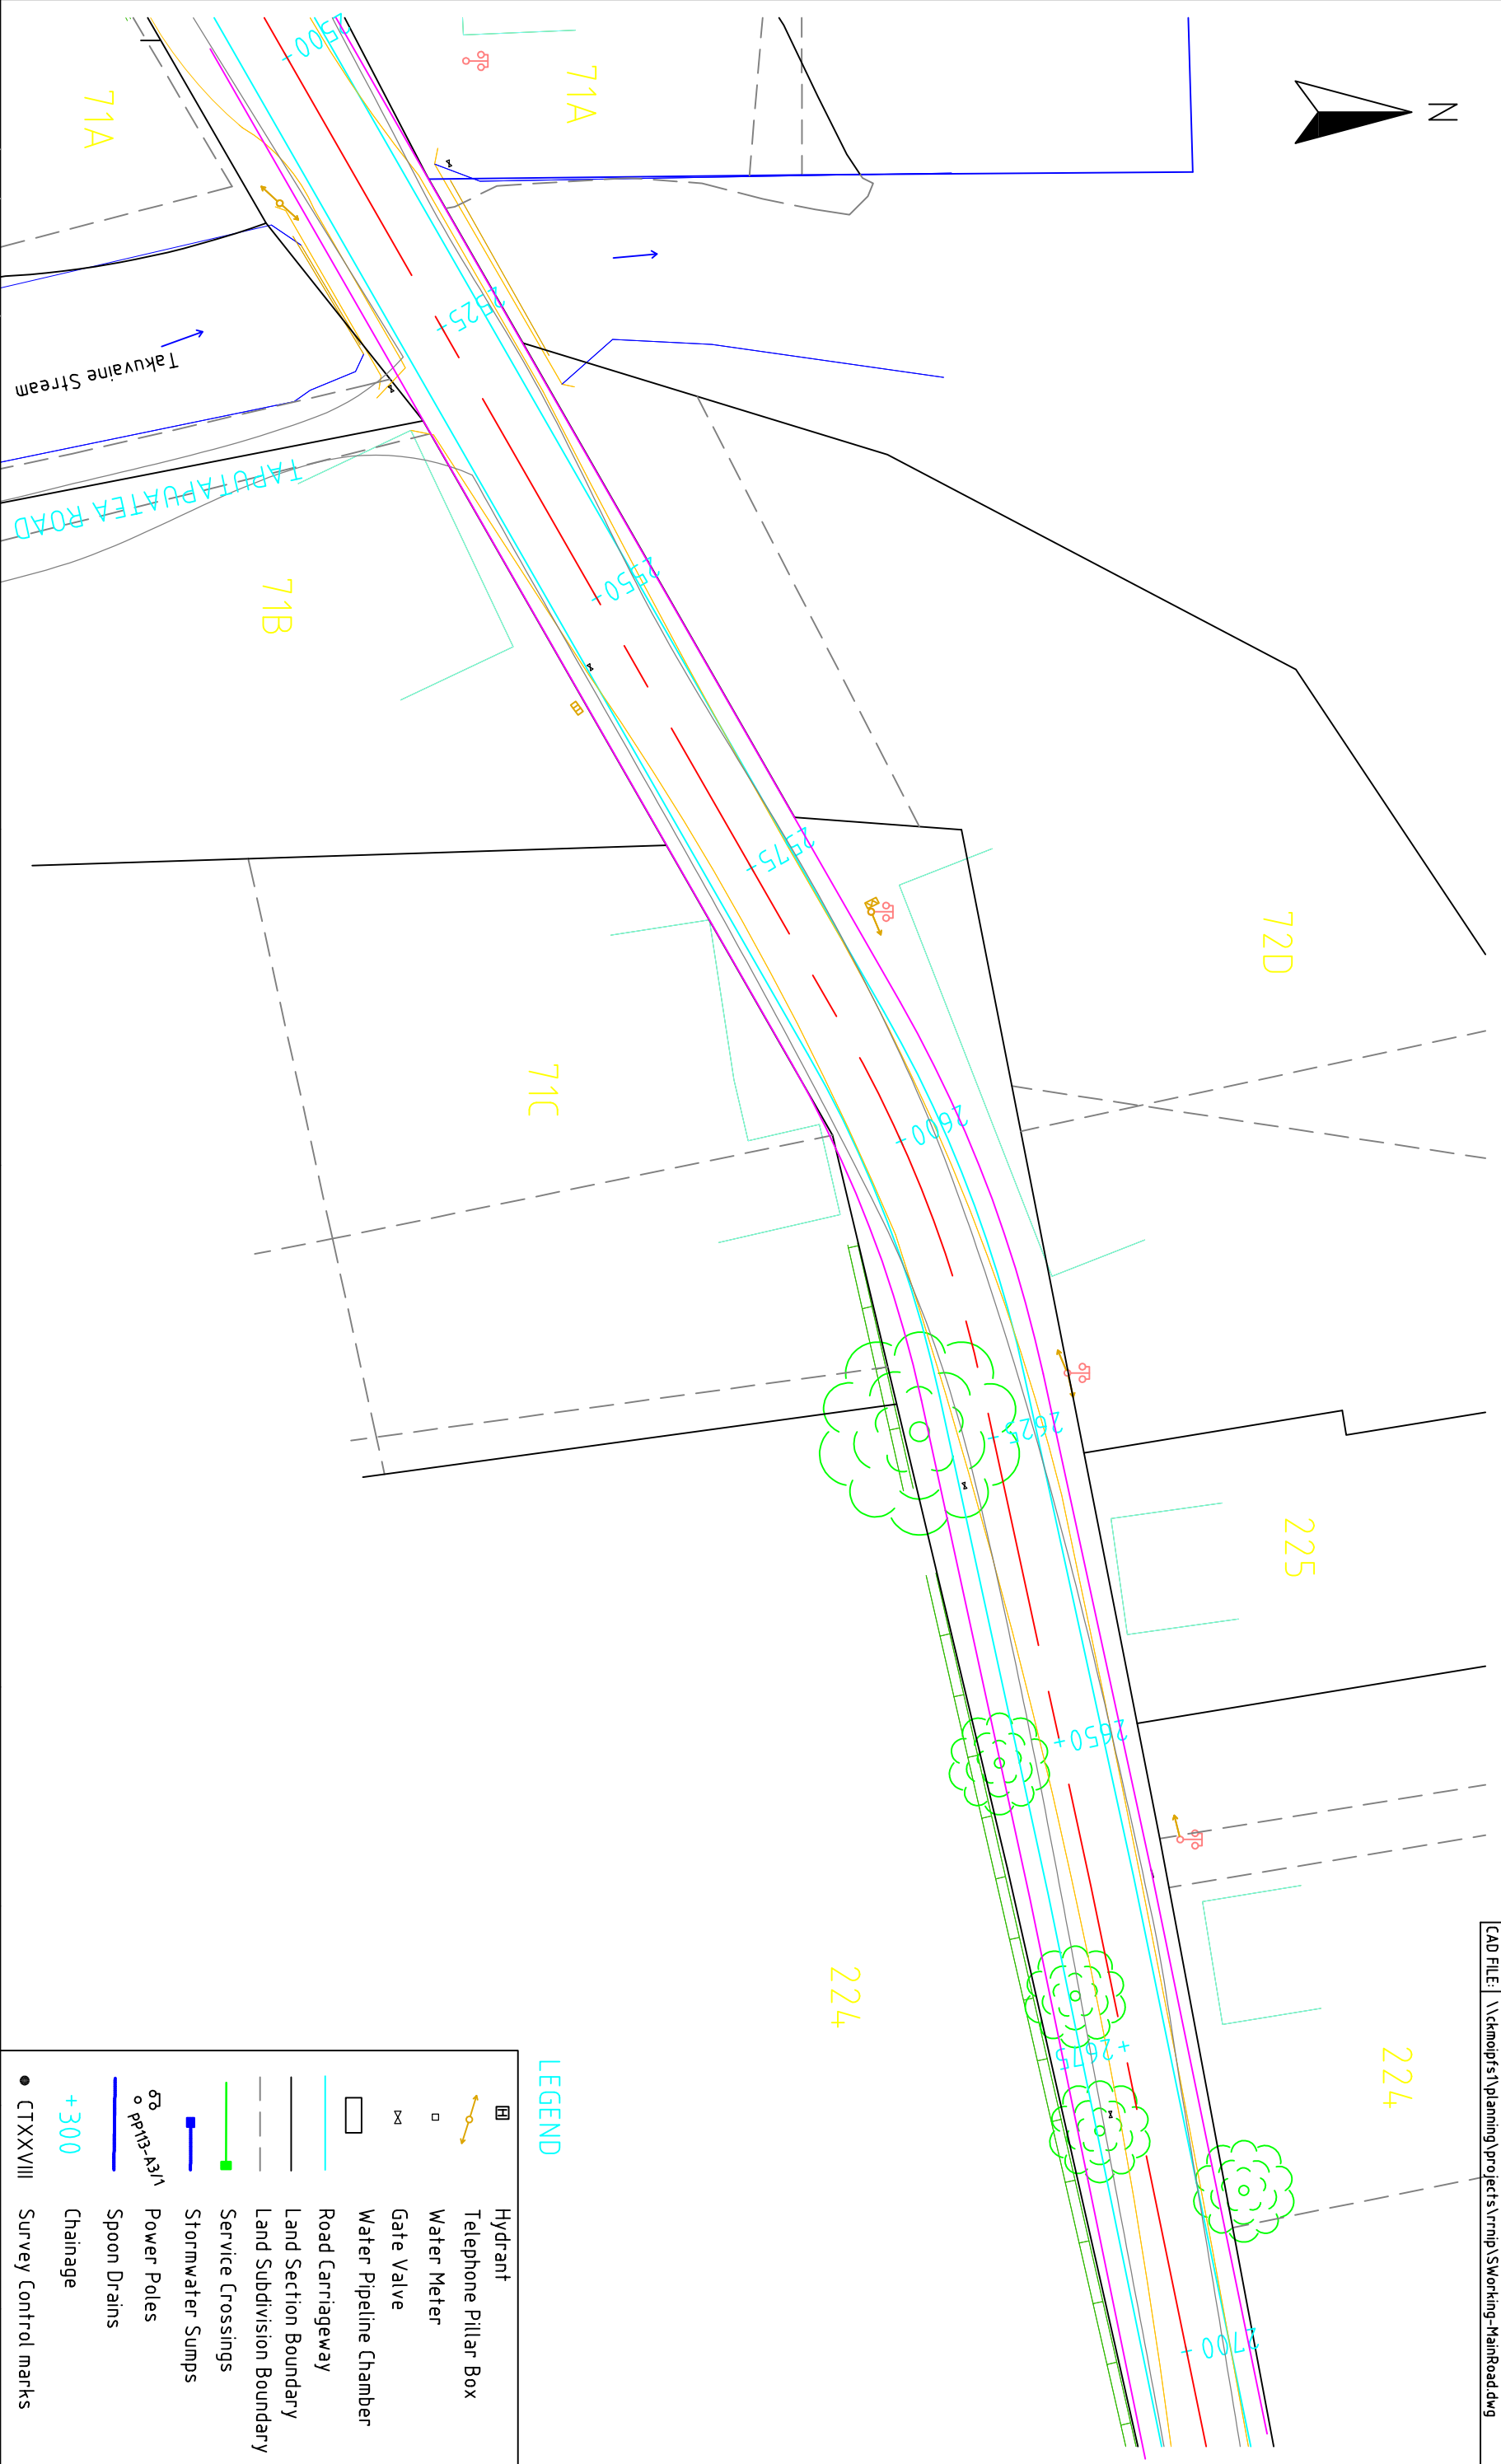 N
71A
71A
2500-
2525-
Takuvaine Stream
TAPUTAPUATEA ROAD
71B
2550-
2575-
72D
71C
2600-
2625-
225
2650+
224
+2675
224
2700-
CAD FILE: \\ckmoipfs1\planning\projects\rrnip\SWorking-MainRoad.dwg
LEGEND
H Hydrant
Telephone Pillar Box
Water Meter
Gate Valve
Water Pipeline Chamber
Road Carriageway
Land Section Boundary
Land Subdivision Boundary
Service Crossings
Stormwater Sumps
PP113-A3/1 Power Poles
Spoon Drains
+300 Chainage
CTXXVIII Survey Control marks